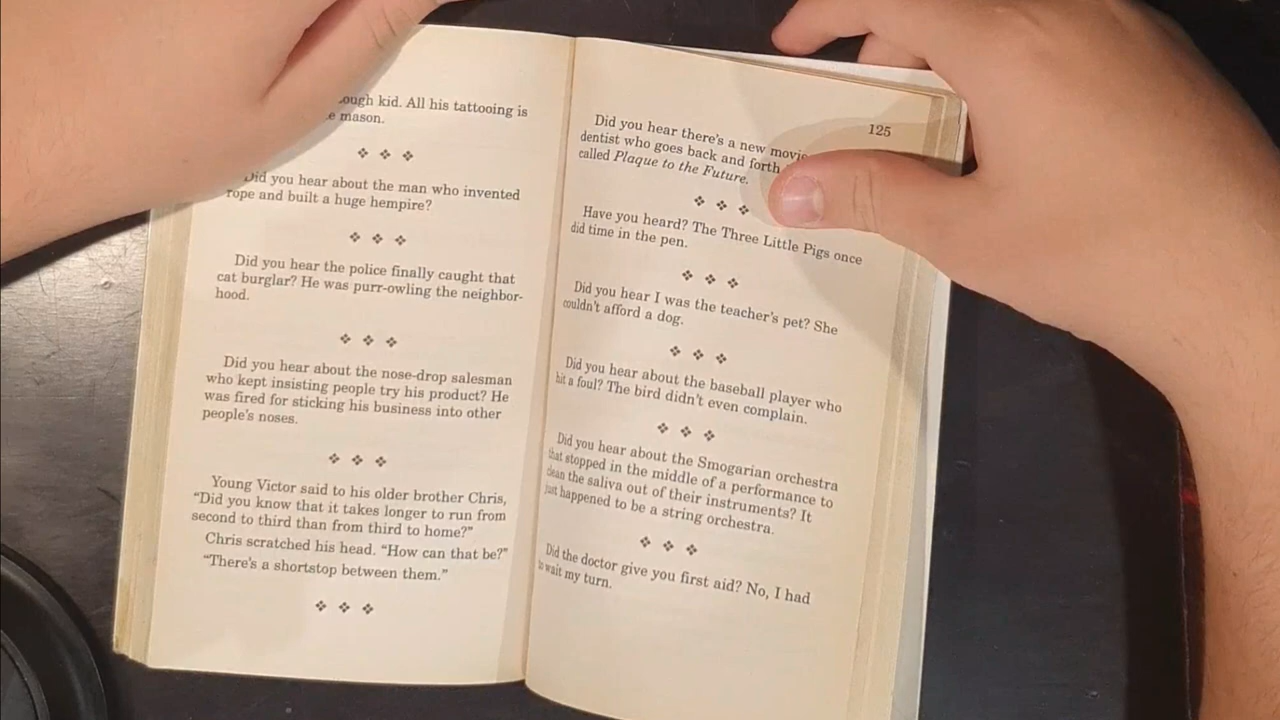 kid. All his tattooing is
mason.
Did you hear about the man who invented
rope and built a huge hempire?
Did you hear the police finally caught that
cat burglar? He was purr-owling the neighbor-
hood.
Did you hear about the nose-drop salesman
who kept insisting people try his product? He
was fired for sticking his business into other
people's noses.
Young Victor said to his older brother Chris,
“Did you know that it takes longer to run from
second to third than from third to home?”
Chris scratched his head. “How can that be?”
“There's a shortstop between them.”
125
Did you hear there's a new movie
dentist who goes back and forth
called Plaque to the Future.
Have you heard? The Three Little Pigs once
did time in the pen.
Did you hear I was the teacher's pet? She
couldn't afford a dog.
Did you hear about the baseball player who
hit a foul? The bird didn't even complain.
Did you hear about the Smogarian orchestra
that stopped in the middle of a performance to
clean the saliva out of their instruments? It
just happened to be a string orchestra.
Did the doctor give you first aid? No, I had
to wait my turn.